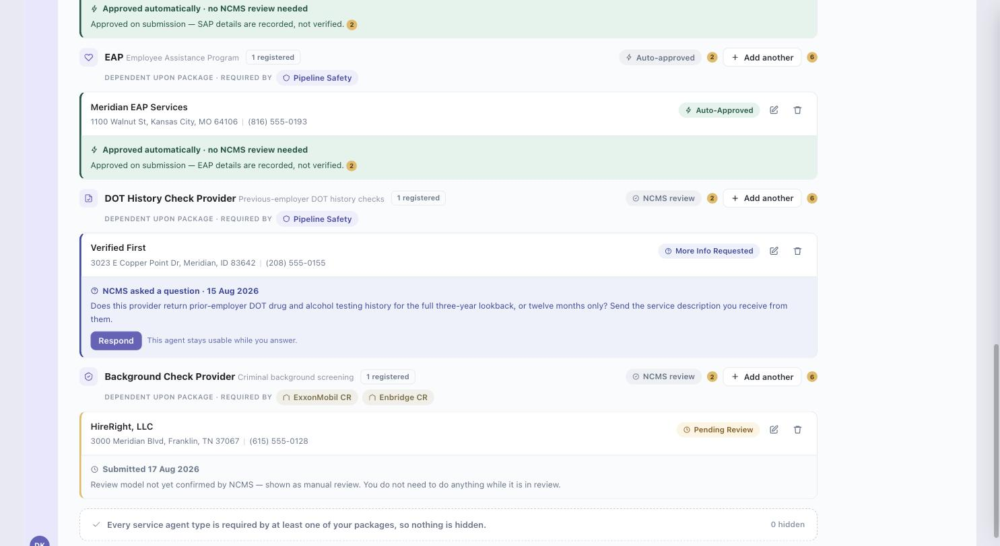 Approved automatically · no NCMS review needed
Approved on submission — SAP details are recorded, not verified. 2
EAP Employee Assistance Program 1 registered Auto-approved 2 + Add another 6
DEPENDENT UPON PACKAGE · REQUIRED BY Pipeline Safety
Meridian EAP Services
Auto-Approved
1100 Walnut St, Kansas City, MO 64106 | (816) 555-0193
Approved automatically · no NCMS review needed
Approved on submission — EAP details are recorded, not verified. 2
DOT History Check Provider Previous-employer DOT history checks 1 registered NCMS review 2 + Add another 6
DEPENDENT UPON PACKAGE · REQUIRED BY Pipeline Safety
Verified First
More Info Requested
3023 E Copper Point Dr, Meridian, ID 83642 | (208) 555-0155
NCMS asked a question · 15 Aug 2026
Does this provider return prior-employer DOT drug and alcohol testing history for the full three-year lookback, or twelve months only? Send the service description you receive from
them.
Respond This agent stays usable while you answer.
Background Check Provider Criminal background screening 1 registered NCMS review 2 + Add another 6
DEPENDENT UPON PACKAGE · REQUIRED BY ExxonMobil CR Enbridge CR
HireRight, LLC
Pending Review
3000 Meridian Blvd, Franklin, TN 37067 | (615) 555-0128
Submitted 17 Aug 2026
Review model not yet confirmed by NCMS — shown as manual review. You do not need to do anything while it is in review.
Every service agent type is required by at least one of your packages, so nothing is hidden. 0 hidden
DK